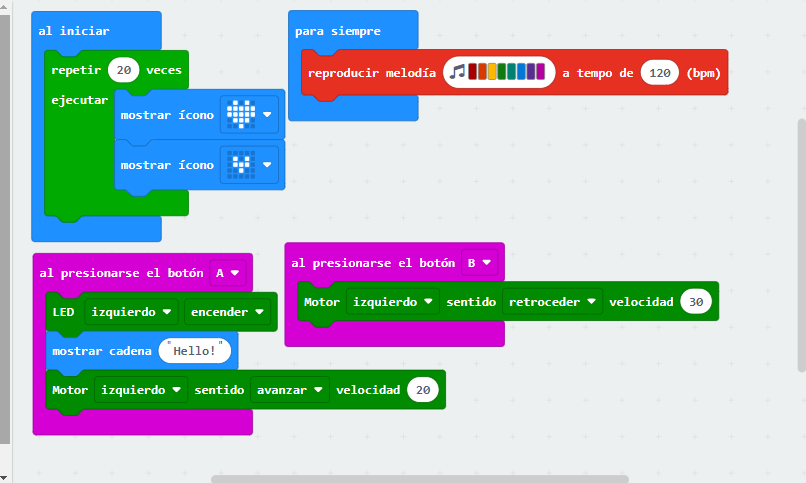 al iniciar
repetir 20 veces
ejecutar
mostrar ícono
mostrar ícono
para siempre
reproducir melodía a tempo de 120 (bpm)
al presionarse el botón A
LED izquierdo encender
mostrar cadena "Hello!"
Motor izquierdo sentido avanzar velocidad 20
al presionarse el botón B
Motor izquierdo sentido retroceder velocidad 30